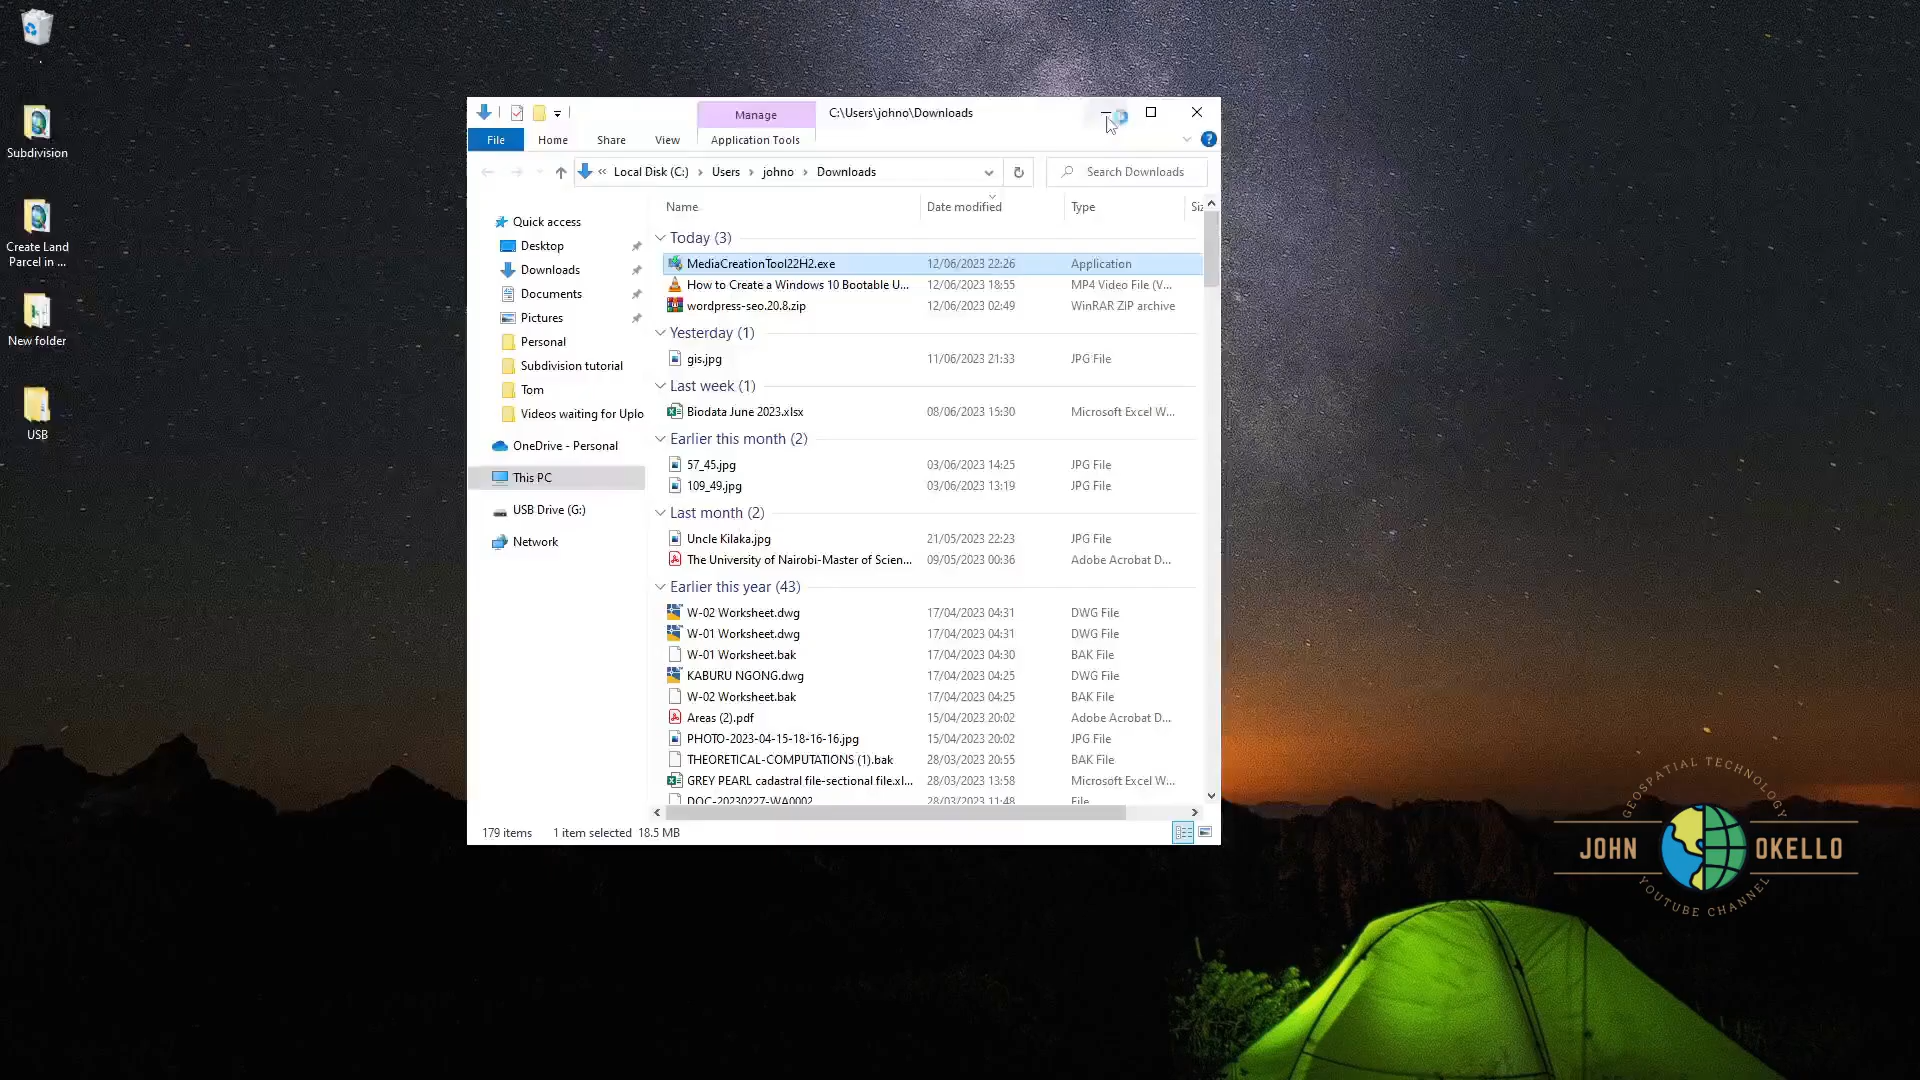 Subdivision
Create Land
Parcel in ...
New folder
USB
Manage
C:\Users\johno\Downloads
File
Home
Share
View
Application Tools
« Local Disk (C:) › Users › johno › Downloads
Search Downloads
Quick access
Desktop
Downloads
Documents
Pictures
Personal
Subdivision tutorial
Tom
Videos waiting for Uplo
OneDrive - Personal
This PC
USB Drive (G:)
Network
Name Date modified Type Siz
Today (3)
MediaCreationTool22H2.exe 12/06/2023 22:26 Application
How to Create a Windows 10 Bootable U... 12/06/2023 18:55 MP4 Video File (V...
wordpress-seo.20.8.zip 12/06/2023 02:49 WinRAR ZIP archive
Yesterday (1)
gis.jpg 11/06/2023 21:33 JPG File
Last week (1)
Biodata June 2023.xlsx 08/06/2023 15:30 Microsoft Excel W...
Earlier this month (2)
57_45.jpg 03/06/2023 14:25 JPG File
109_49.jpg 03/06/2023 13:19 JPG File
Last month (2)
Uncle Kilaka.jpg 21/05/2023 22:23 JPG File
The University of Nairobi-Master of Scien... 09/05/2023 00:36 Adobe Acrobat D...
Earlier this year (43)
W-02 Worksheet.dwg 17/04/2023 04:31 DWG File
W-01 Worksheet.dwg 17/04/2023 04:31 DWG File
W-01 Worksheet.bak 17/04/2023 04:30 BAK File
KABURU NGONG.dwg 17/04/2023 04:25 DWG File
W-02 Worksheet.bak 17/04/2023 04:25 BAK File
Areas (2).pdf 15/04/2023 20:02 Adobe Acrobat D...
PHOTO-2023-04-15-18-16-16.jpg 15/04/2023 20:02 JPG File
THEORETICAL-COMPUTATIONS (1).bak 28/03/2023 20:55 BAK File
GREY PEARL cadastral file-sectional file.xl... 28/03/2023 13:58 Microsoft Excel W...
DOC-20230227-WA0002 28/03/2023 11:48 File
179 items 1 item selected 18.5 MB
GEOSPATIAL TECHNOLOGY
JOHN OKELLO
YOUTUBE CHANNEL